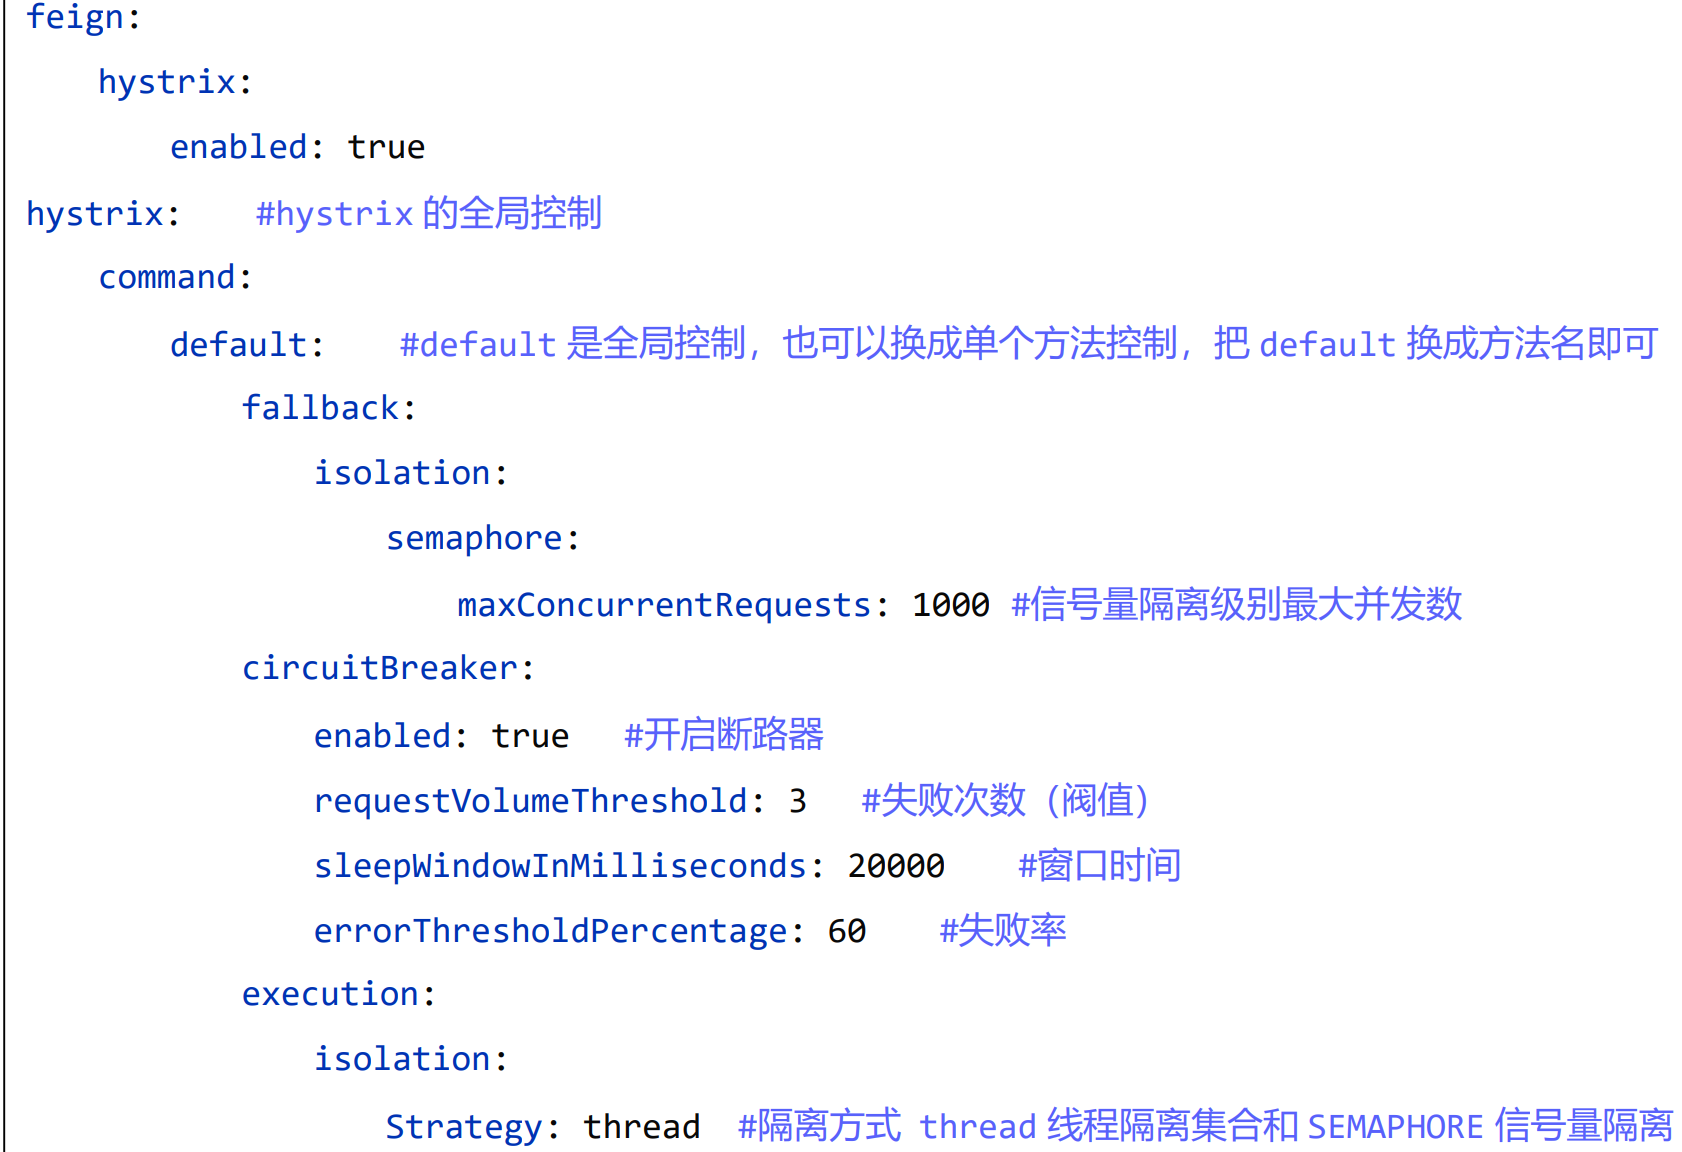 feign:
hystrix:
enabled: true
hystrix: #hystrix 的全局控制
command:
default: #default 是全局控制，也可以换成单个方法控制，把 default 换成方法名即可
fallback:
isolation:
semaphore:
maxConcurrentRequests: 1000 #信号量隔离级别最大并发数
circuitBreaker:
enabled: true #开启断路器
requestVolumeThreshold: 3 #失败次数（阀值）
sleepWindowInMilliseconds: 20000 #窗口时间
errorThresholdPercentage: 60 #失败率
execution:
isolation:
Strategy: thread #隔离方式 thread 线程隔离集合和 SEMAPHORE 信号量隔离